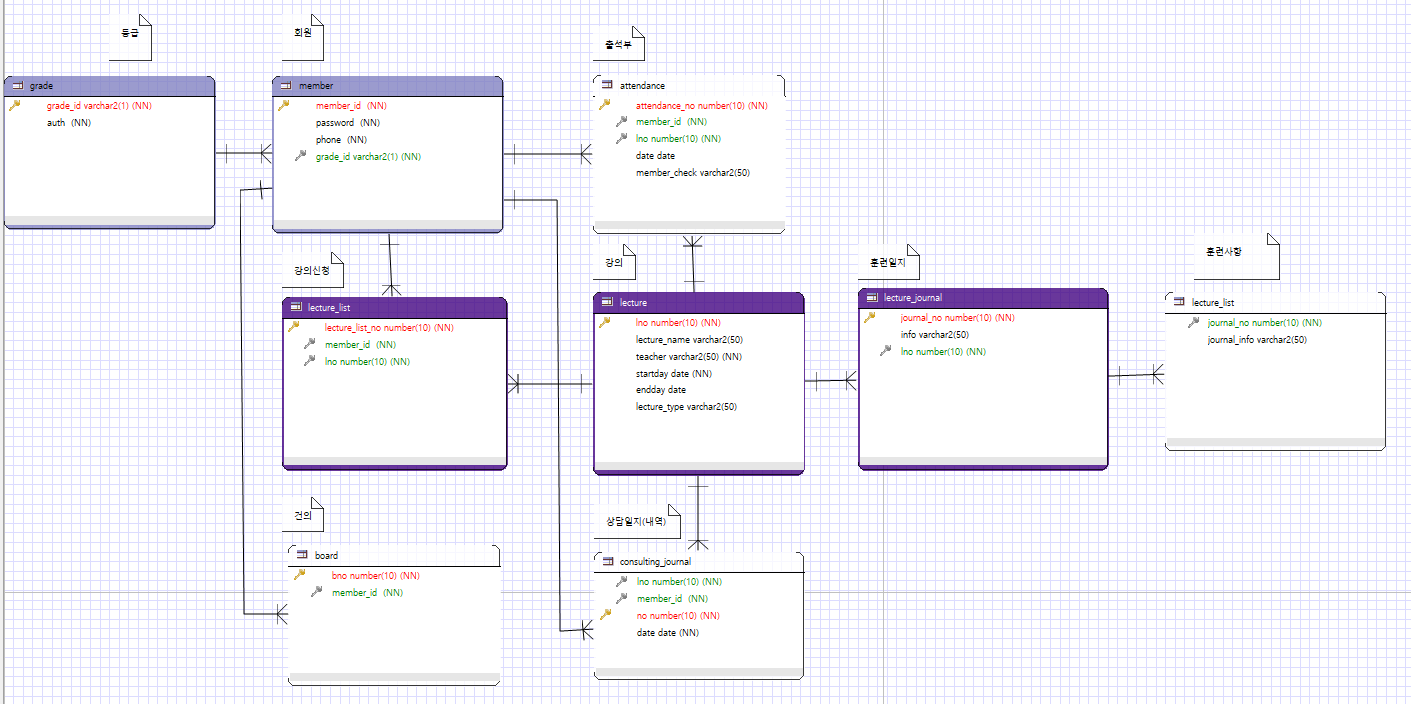 등급
grade
grade_id varchar2(1) (NN)
auth (NN)
회원
member
member_id (NN)
password (NN)
phone (NN)
grade_id varchar2(1) (NN)
출석부
attendance
attendance_no number(10) (NN)
member_id (NN)
lno number(10) (NN)
date date
member_check varchar2(50)
강의신청
lecture_list
lecture_list_no number(10) (NN)
member_id (NN)
lno number(10) (NN)
강의
lecture
lno number(10) (NN)
lecture_name varchar2(50)
teacher varchar2(50) (NN)
startday date (NN)
endday date
lecture_type varchar2(50)
훈련일지
lecture_journal
journal_no number(10) (NN)
info varchar2(50)
lno number(10) (NN)
훈련사항
lecture_list
journal_no number(10) (NN)
journal_info varchar2(50)
건의
board
bno number(10) (NN)
member_id (NN)
상담일지(내역)
consulting_journal
lno number(10) (NN)
member_id (NN)
no number(10) (NN)
date date (NN)